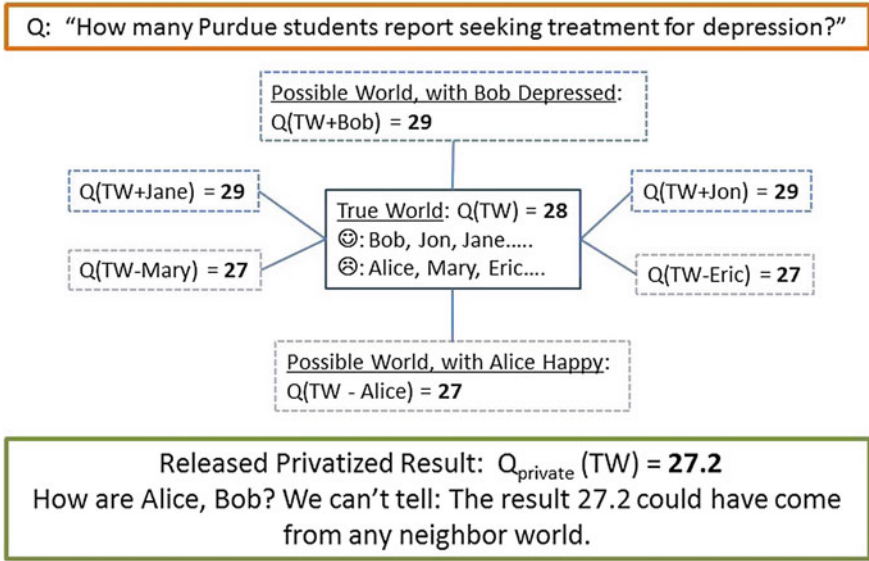 Q: “How many Purdue students report seeking treatment for depression?”
Possible World, with Bob Depressed:
Q(TW+Bob) = 29
Q(TW+Jane) = 29
Q(TW+Jon) = 29
True World: Q(TW) = 28
☺: Bob, Jon, Jane.....
☹: Alice, Mary, Eric....
Q(TW-Mary) = 27
Q(TW-Eric) = 27
Possible World, with Alice Happy:
Q(TW - Alice) = 27
Released Privatized Result: Qprivate (TW) = 27.2
How are Alice, Bob? We can’t tell: The result 27.2 could have come
from any neighbor world.